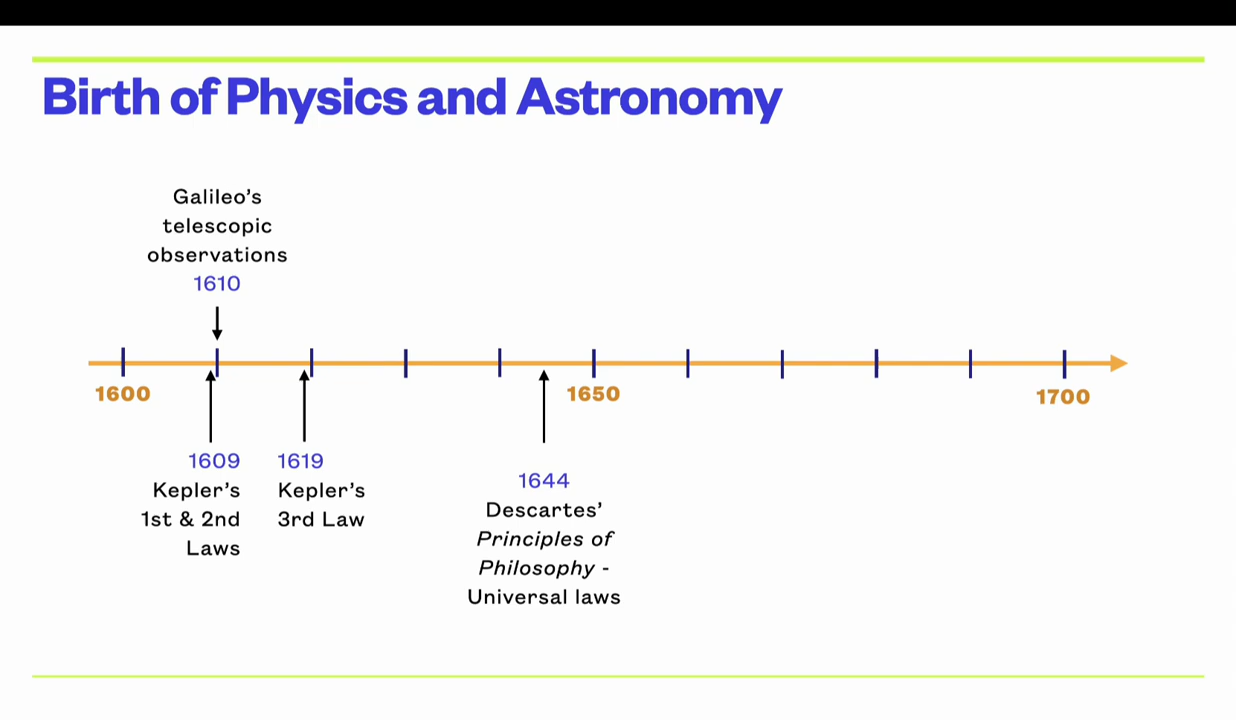 Birth of Physics and Astronomy
Galileo’s
telescopic
observations
1610
1600
1650
1700
1609
Kepler’s
1st & 2nd
Laws
1619
Kepler’s
3rd Law
1644
Descartes’
Principles of
Philosophy -
Universal laws